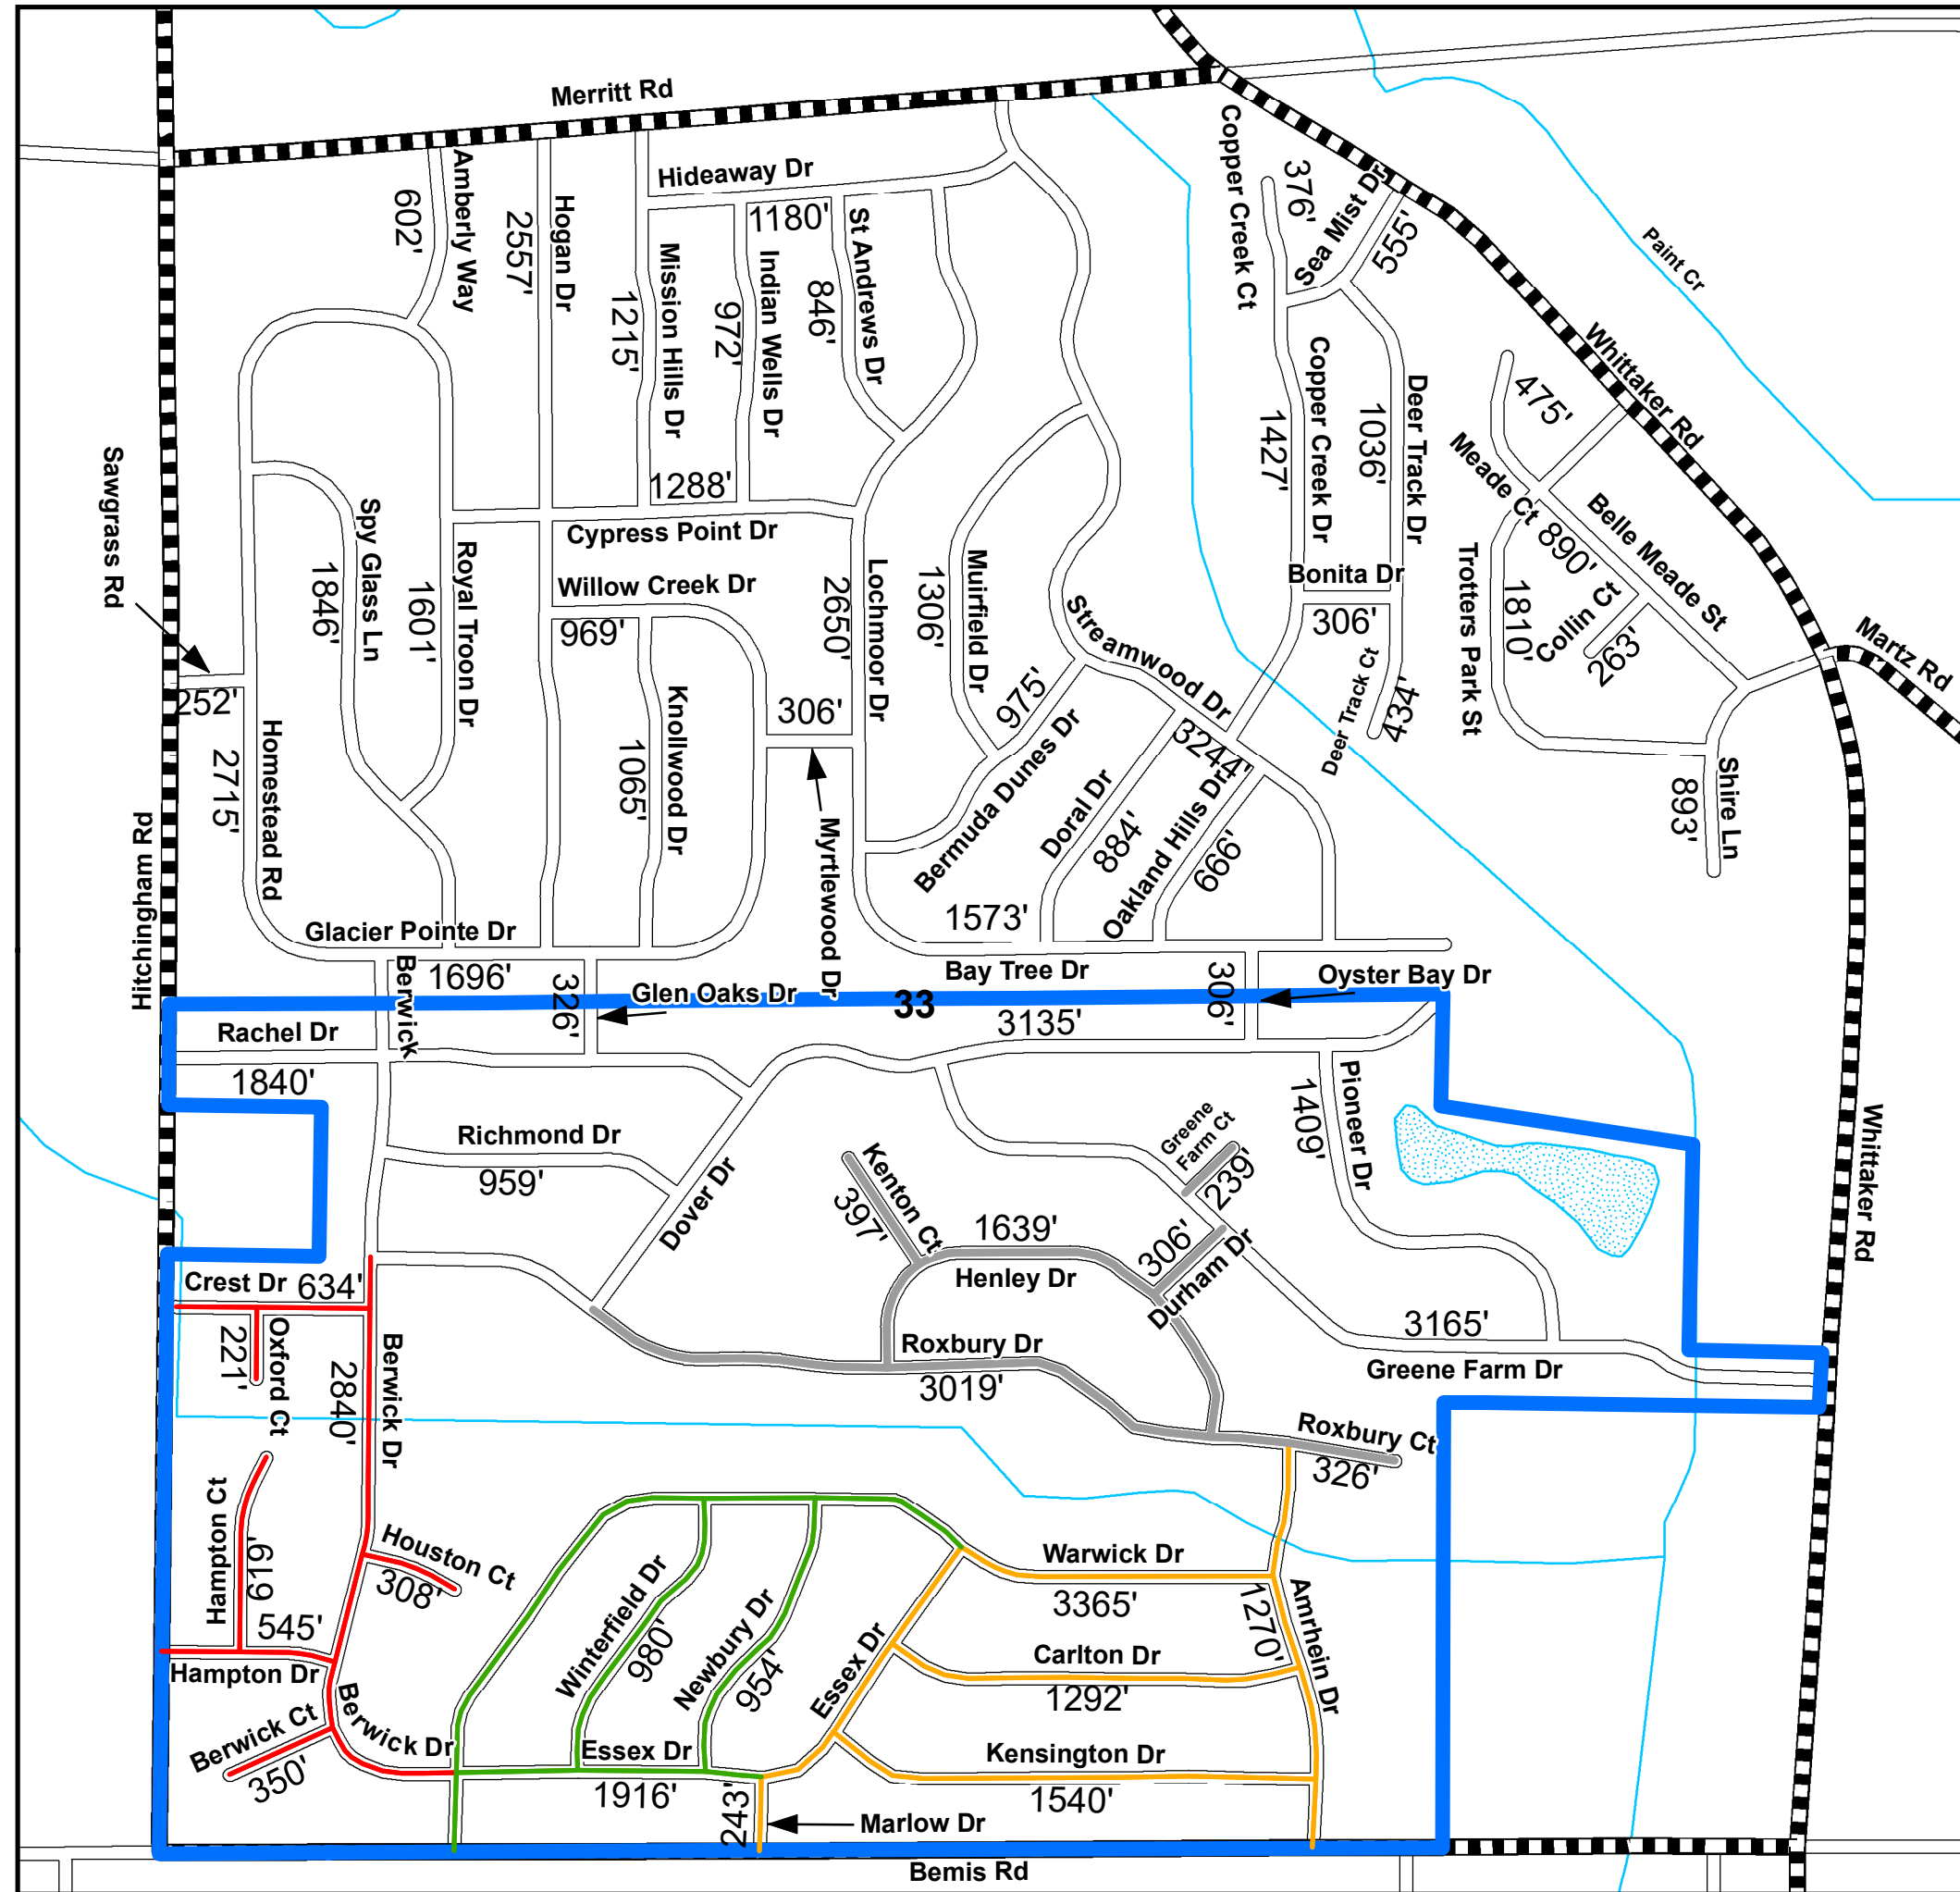 Merritt Rd
Hideaway Dr
1180'
Amberly Way
602'
Hogan Dr
2557'
Mission Hills Dr
1215'
Indian Wells Dr
972'
St Andrews Dr
846'
Copper Creek Ct
376'
Sea Mist Dr
555'
Paint Cr
Whittaker Rd
Copper Creek Dr
1427'
Deer Track Dr
1036'
475'
Meade Ct
890'
Belle Meade St
Collin Ct
263'
Trotters Park St
1810'
Martz Rd
Shire Ln
893'
Sawgrass Rd
252'
Spy Glass Ln
1846'
Royal Troon Dr
1601'
1288'
Cypress Point Dr
Willow Creek Dr
969'
Lochmoor Dr
2650'
Muirfield Dr
1306'
Streamwood Dr
3244'
Bonita Dr
306'
Deer Track Ct
434'
Homestead Rd
2715'
Knollwood Dr
1065'
306'
Myrtlewood Dr
975'
Bermuda Dunes Dr
Doral Dr
884'
Oakland Hills Dr
666'
Hitchingham Rd
Glacier Pointe Dr
1696'
Berwick
326'
Glen Oaks Dr
33
1573'
Bay Tree Dr
306'
Oyster Bay Dr
Rachel Dr
1840'
3135'
Pioneer Dr
1409'
Whittaker Rd
Richmond Dr
959'
Dover Dr
Kenton Ct
397'
Greene
Farm Ct
239'
1639'
Henley Dr
306'
Durham Dr
Crest Dr
634'
Oxford Ct
221'
Berwick Dr
2840'
Roxbury Dr
3019'
3165'
Greene Farm Dr
Roxbury Ct
326'
Hampton Ct
619'
Houston Ct
308'
545'
Hampton Dr
Winterfield Dr
980'
Newbury Dr
954'
Essex Dr
Warwick Dr
3365'
Amrhein Dr
1270'
Carlton Dr
1292'
Berwick Ct
350'
Berwick Dr
Essex Dr
1916'
243'
Marlow Dr
Kensington Dr
1540'
Bemis Rd